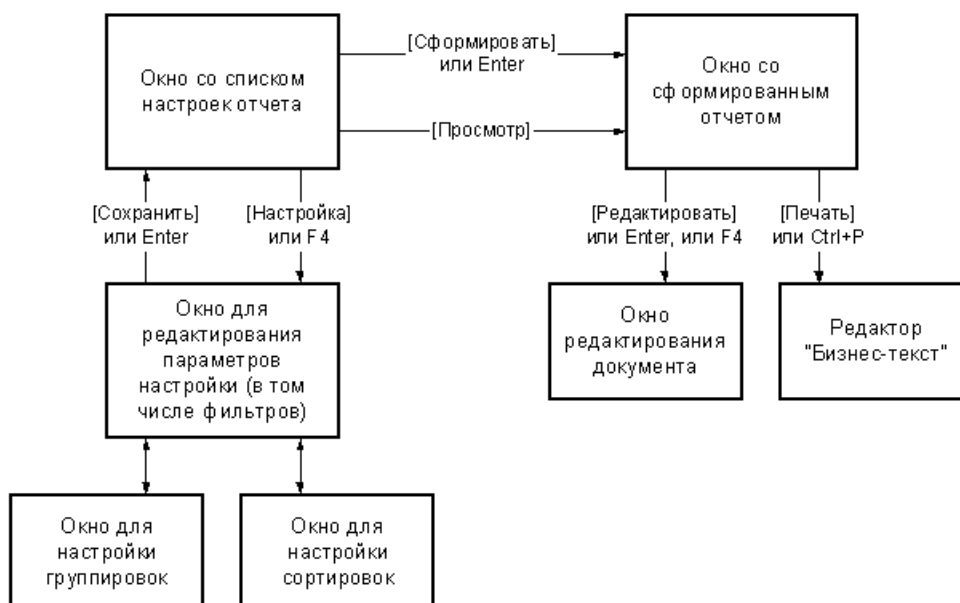 Окно со списком
настроек отчета
[Сформировать]
или Enter
[Просмотр]
Окно со
сформированным
отчетом
[Сохранить]
или Enter
[Настройка]
или F4
[Редактировать]
или Enter, или F4
[Печать]
или Ctrl+P
Окно для
редактирования
параметров
настройки (в том
числе фильтров)
Окно
редактирования
документа
Редактор
"Бизнес-текст"
Окно для
настройки
группировок
Окно для
настройки
сортировок